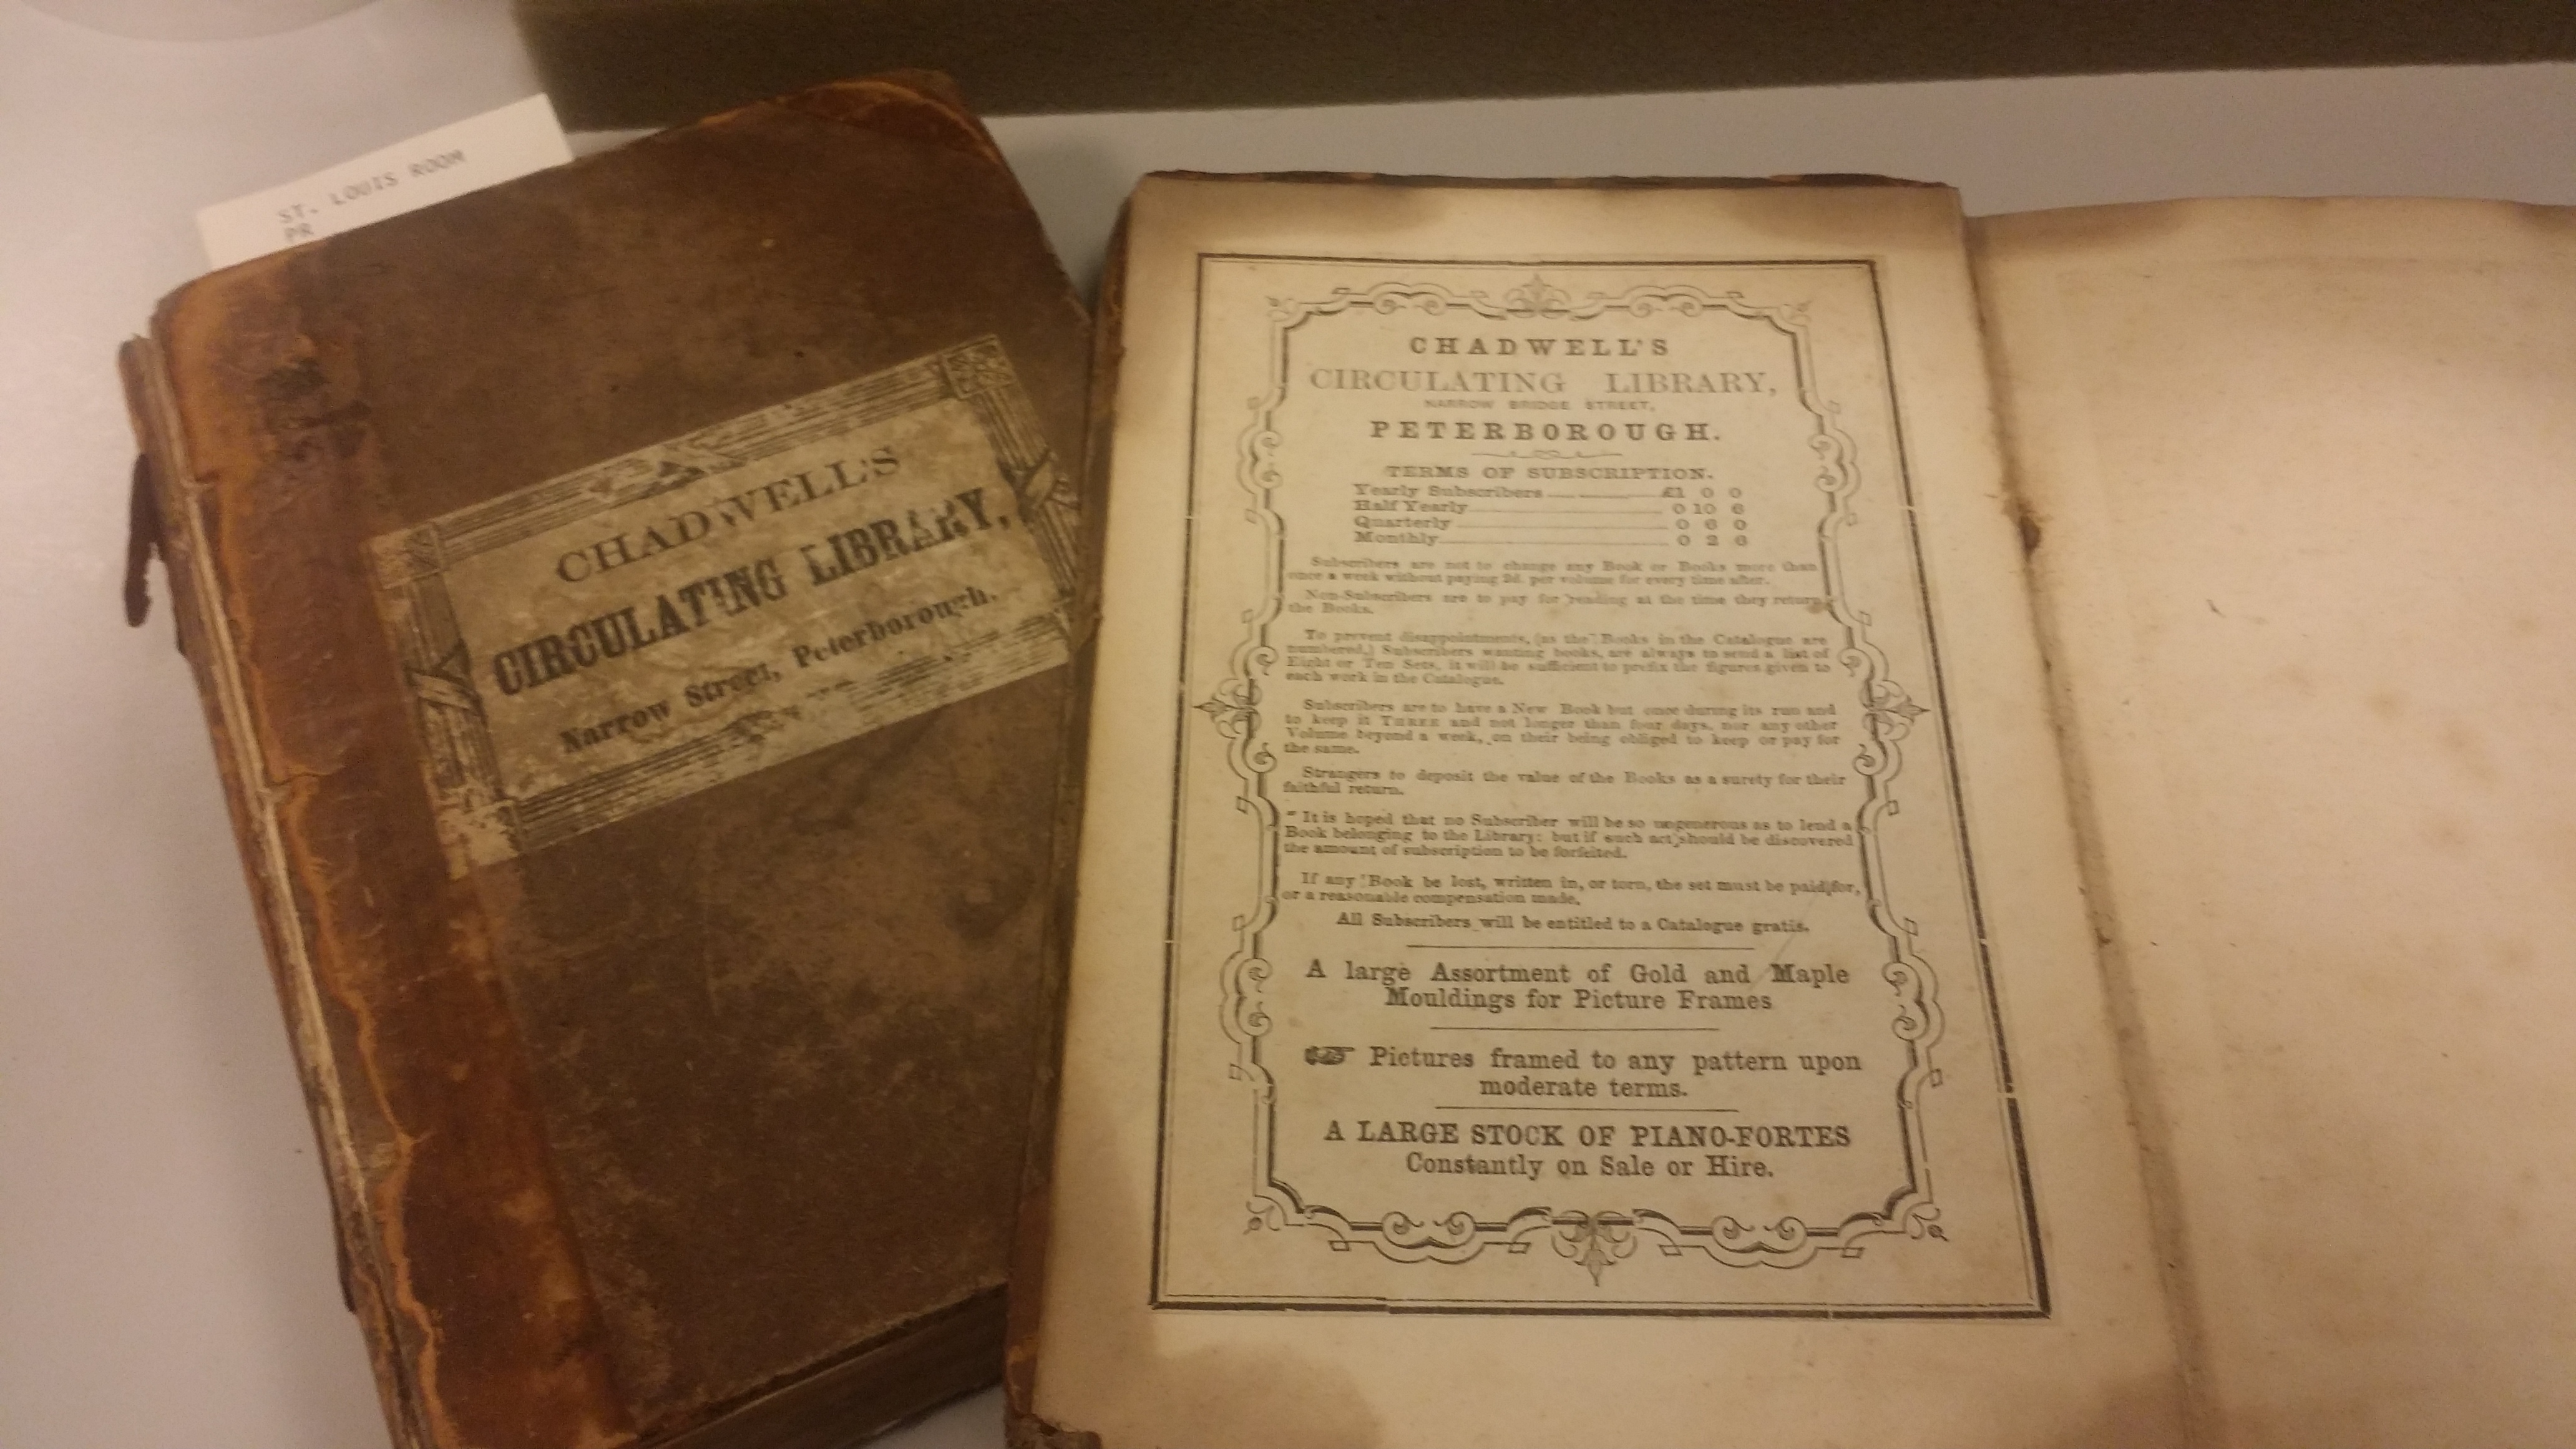 ST. LOUIS ROOM
PR
CHADWELL'S
CIRCULATING LIBRARY,
Narrow Street, Peterborough.
CHADWELL'S
CIRCULATING LIBRARY,
NARROW BRIDGE STREET,
PETERBOROUGH.
TERMS OF SUBSCRIPTION.
Yearly Subscribers £1 0 0
Half Yearly 0 10 6
Quarterly 0 6 0
Monthly 0 2 6
Subscribers are not to change any Book or Books more than
once a week without paying 2d. per volume for every time after.
Non-Subscribers are to pay for reading at the time they return
the Books.
To prevent disappointments, (as the Books in the Catalogue are
numbered,) Subscribers wanting books, are always to send a list of
Eight or Ten Sets, it will be sufficient to prefix the figures given to
each work in the Catalogue.
Subscribers are to have a New Book but once during its run and
to keep it THREE and not longer than four days, nor any other
Volume beyond a week, on their being obliged to keep or pay for
the same.
Strangers to deposit the value of the Books as a surety for their
faithful return.
"It is hoped that no Subscriber will be so ungenerous as to lend a
Book belonging to the Library: but if such act should be discovered
the amount of subscription to be forfeited.
If any Book be lost, written in, or torn, the set must be paid for,
or a reasonable compensation made.
All Subscribers will be entitled to a Catalogue gratis.
A large Assortment of Gold and Maple
Mouldings for Picture Frames
☞ Pictures framed to any pattern upon
moderate terms.
A LARGE STOCK OF PIANO-FORTES
Constantly on Sale or Hire.